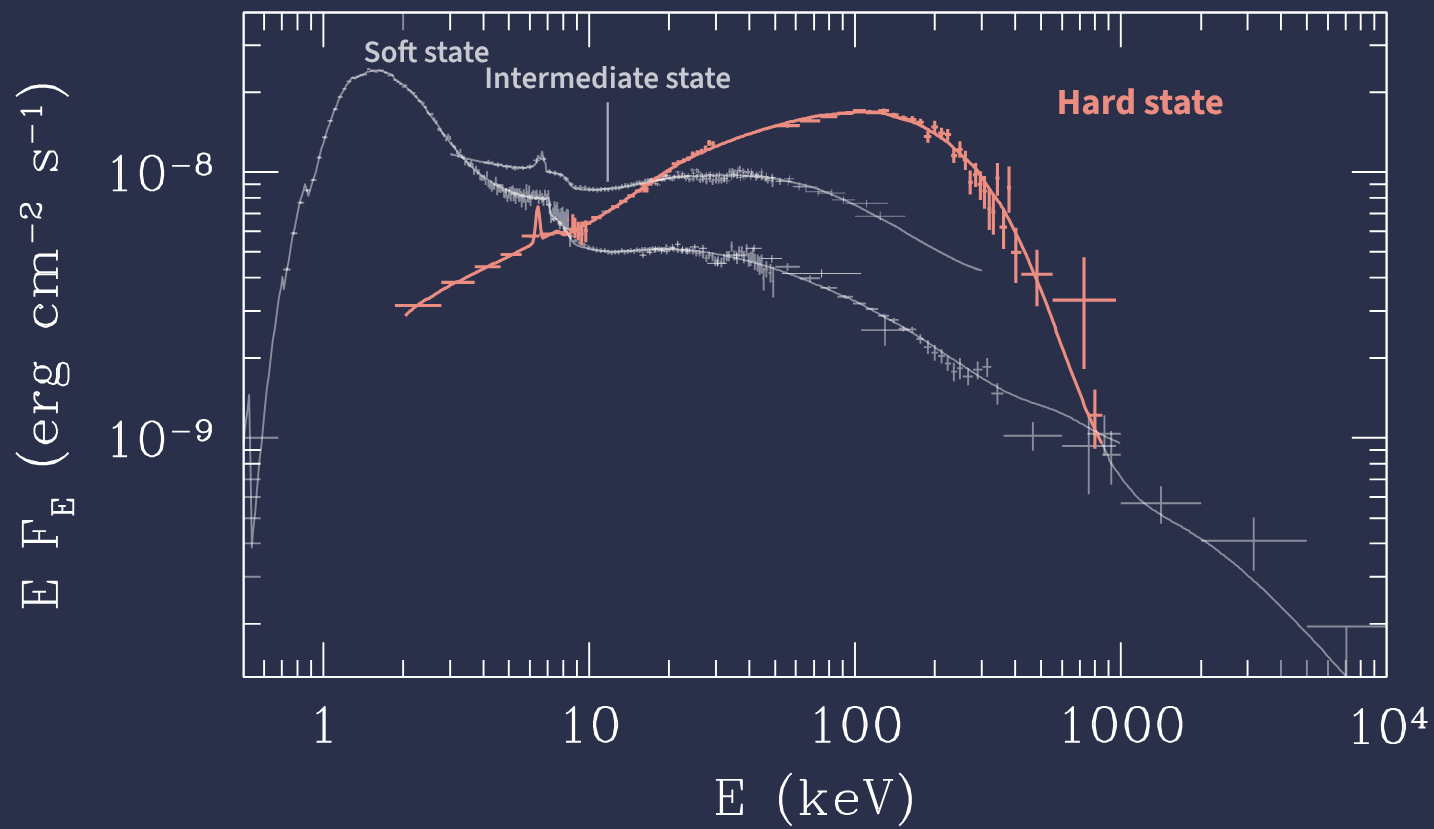 Soft state
Intermediate state
Hard state
E F_E (erg cm⁻² s⁻¹)
10⁻⁸
10⁻⁹
1 10 100 1000 10⁴
E (keV)